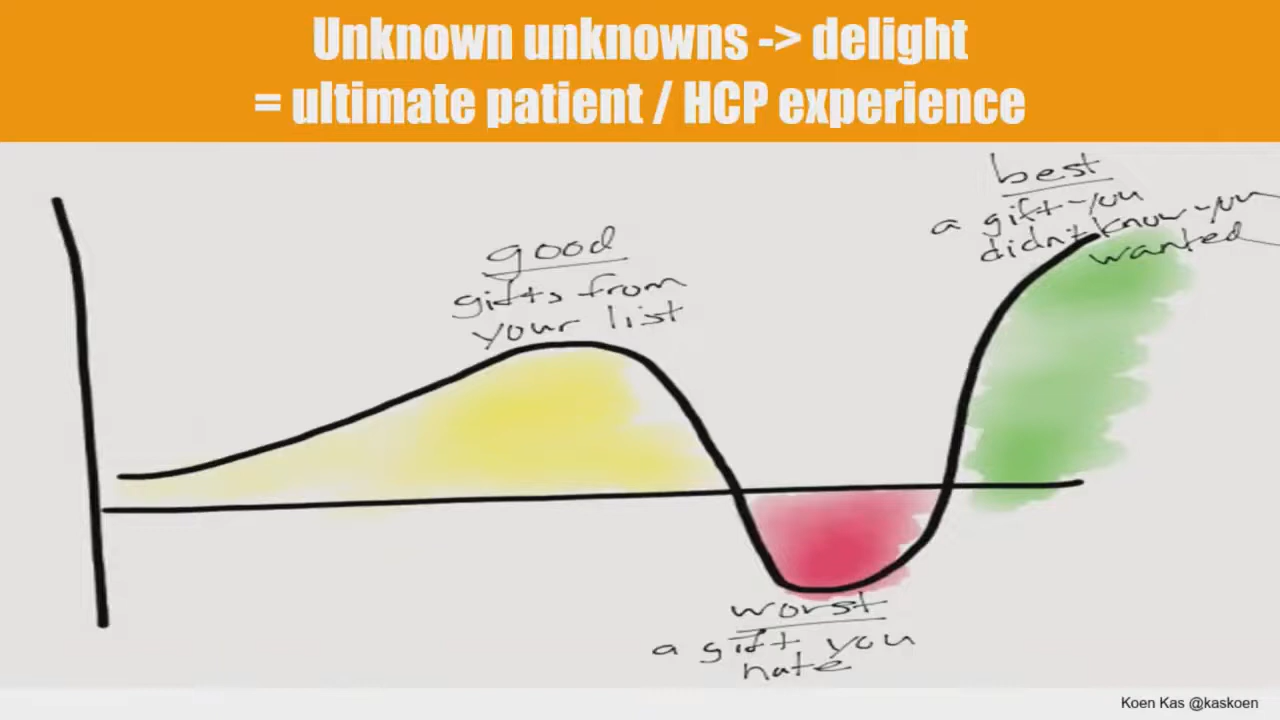 Unknown unknowns -> delight
= ultimate patient / HCP experience
good
gifts from
your list
worst
a gift you
hate
best
a gift you
didn't know you
wanted
Koen Kas @kaskoen